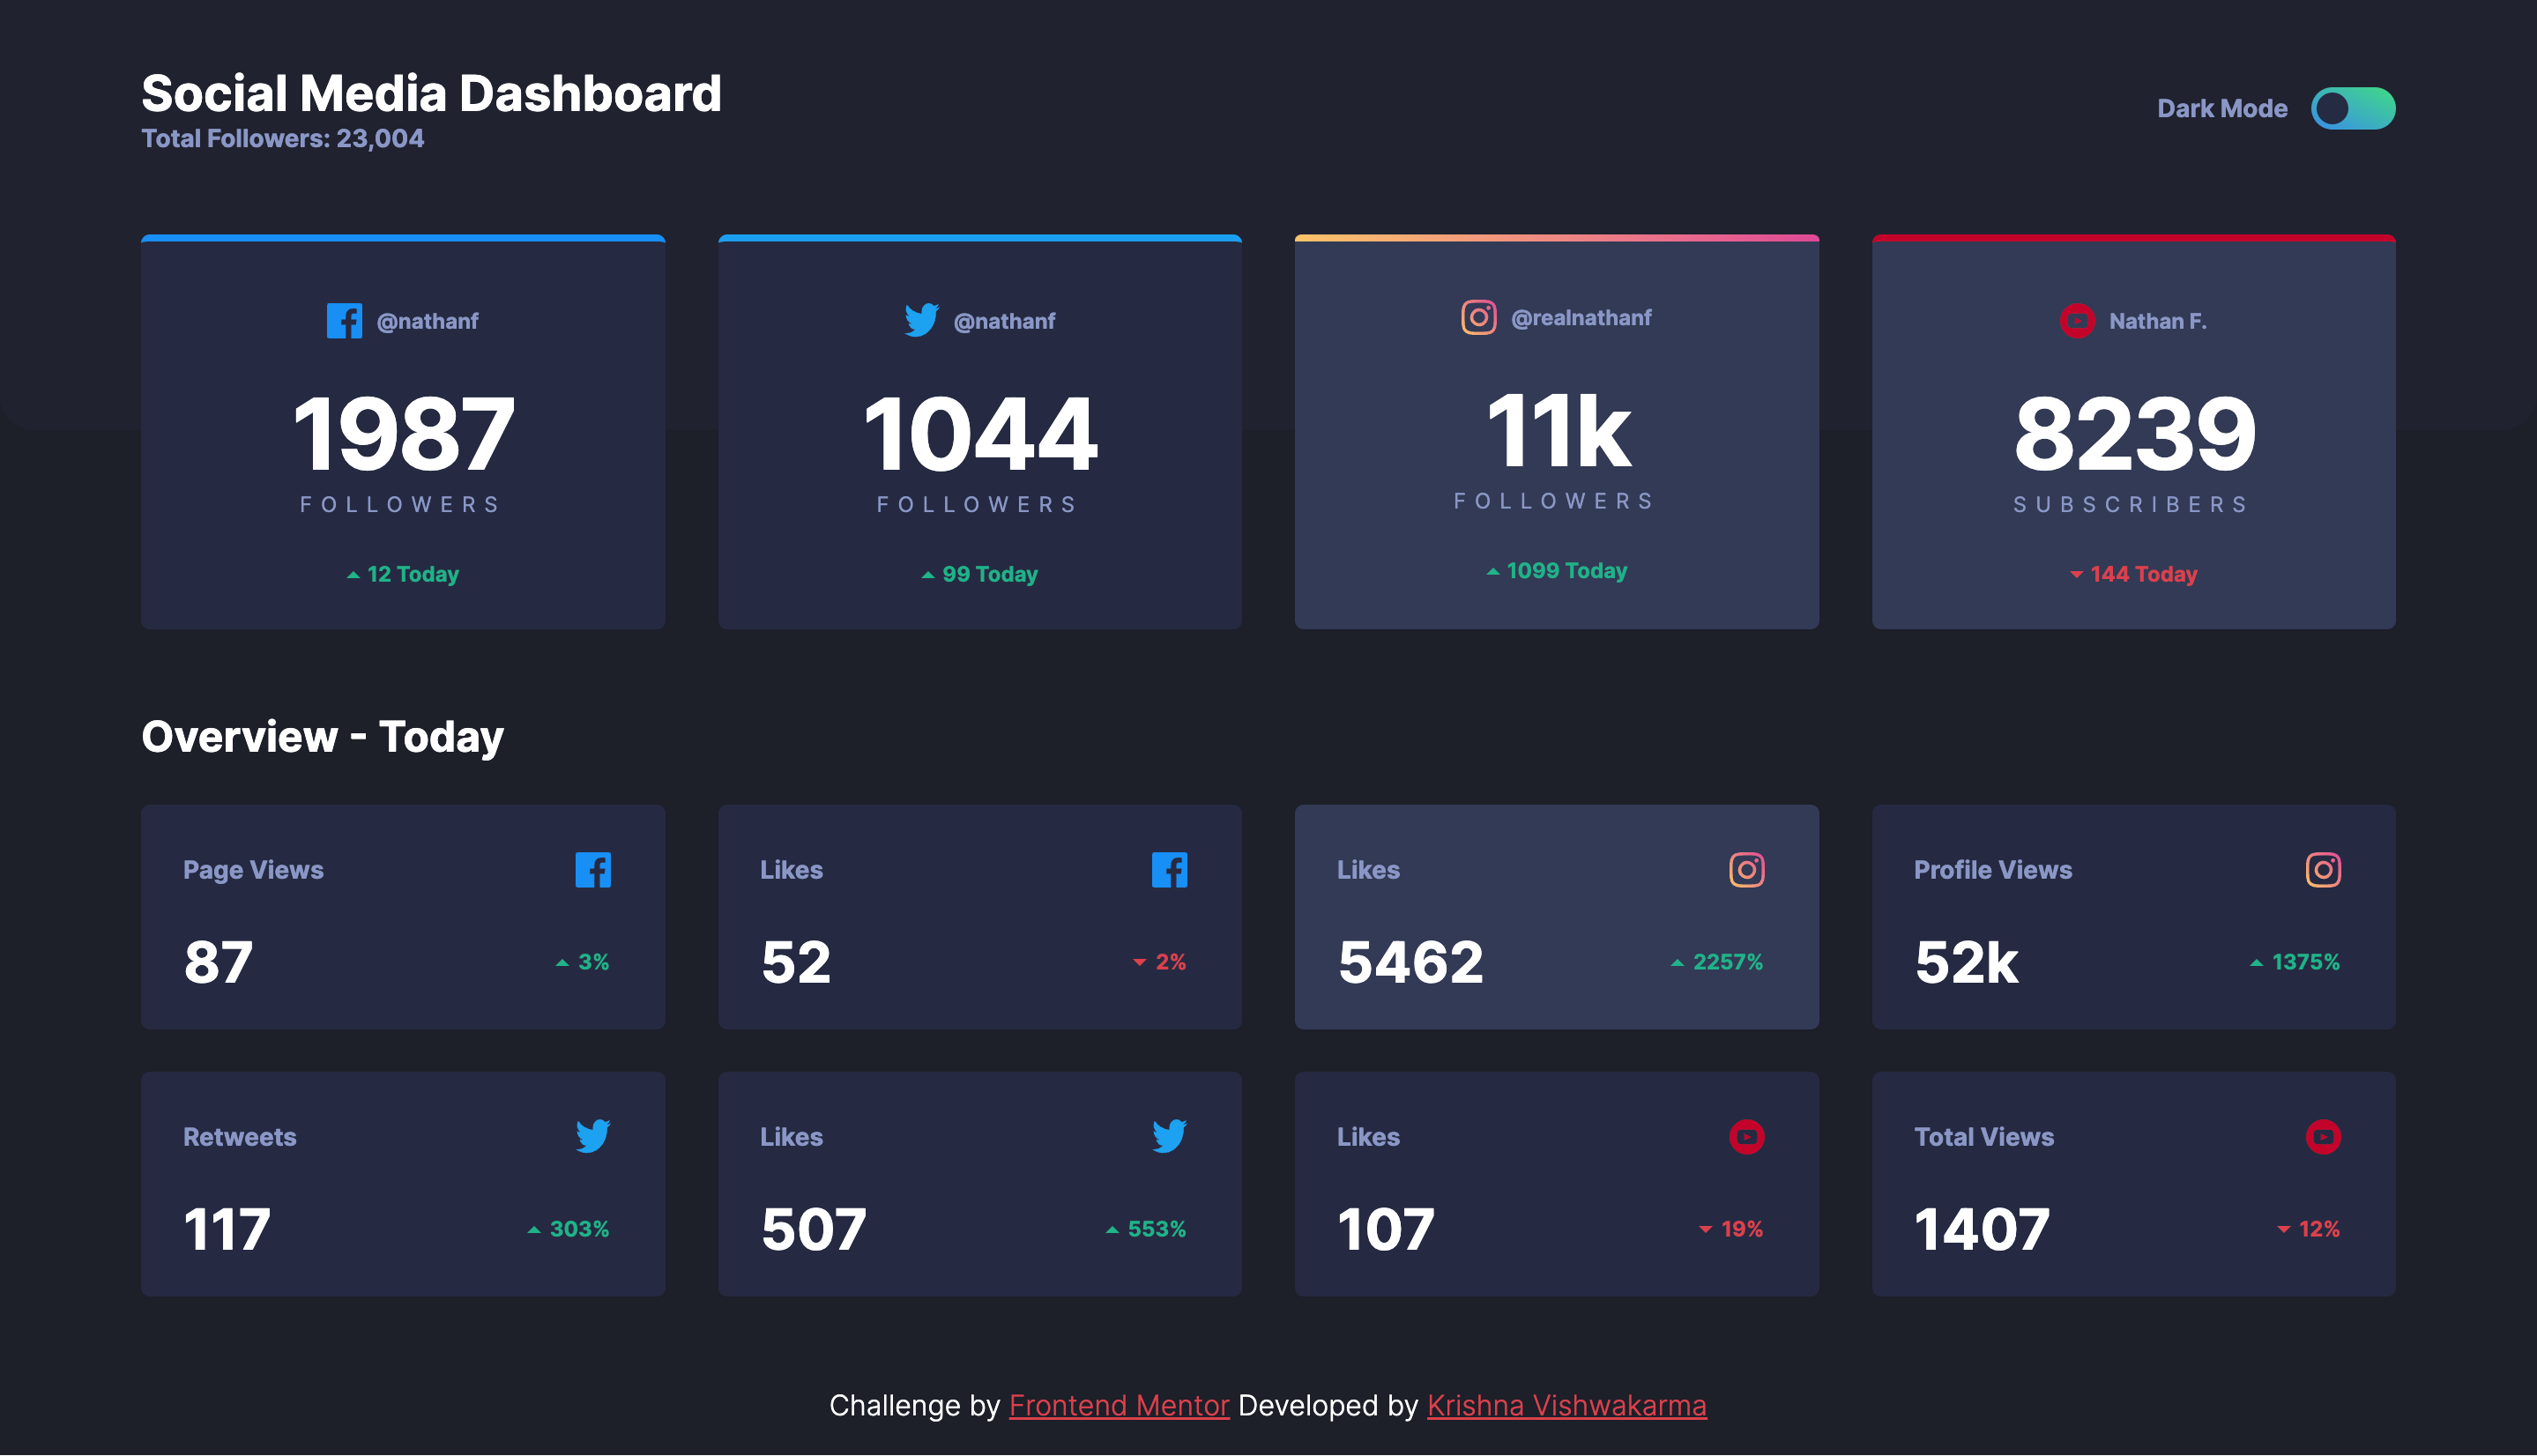 Social Media Dashboard
Total Followers: 23,004
Dark Mode
@nathanf
1987
FOLLOWERS
12 Today
@nathanf
1044
FOLLOWERS
99 Today
@realnathanf
11k
FOLLOWERS
1099 Today
Nathan F.
8239
SUBSCRIBERS
144 Today
Overview - Today
Page Views
87
3%
Likes
52
2%
Likes
5462
2257%
Profile Views
52k
1375%
Retweets
117
303%
Likes
507
553%
Likes
107
19%
Total Views
1407
12%
Challenge by Frontend Mentor Developed by Krishna Vishwakarma